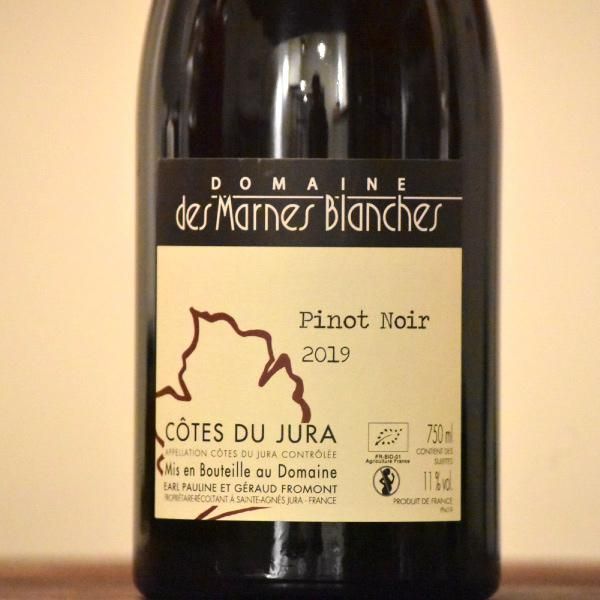 DOMAINE
des Marnes Blanches
Pinot Noir
2019
CÔTES DU JURA
APPELLATION CÔTES DU JURA CONTRÔLÉE
Mis en Bouteille au Domaine
EARL PAULINE ET GÉRAUD FROMONT
PROPRIÉTAIRE-RÉCOLTANT À SAINTE-AGNÈS JURA - FRANCE
FR-BIO-01
Agriculture France
750 ml
CONTIENT DES
SULFITES
11 % vol.
PRODUIT DE FRANCE